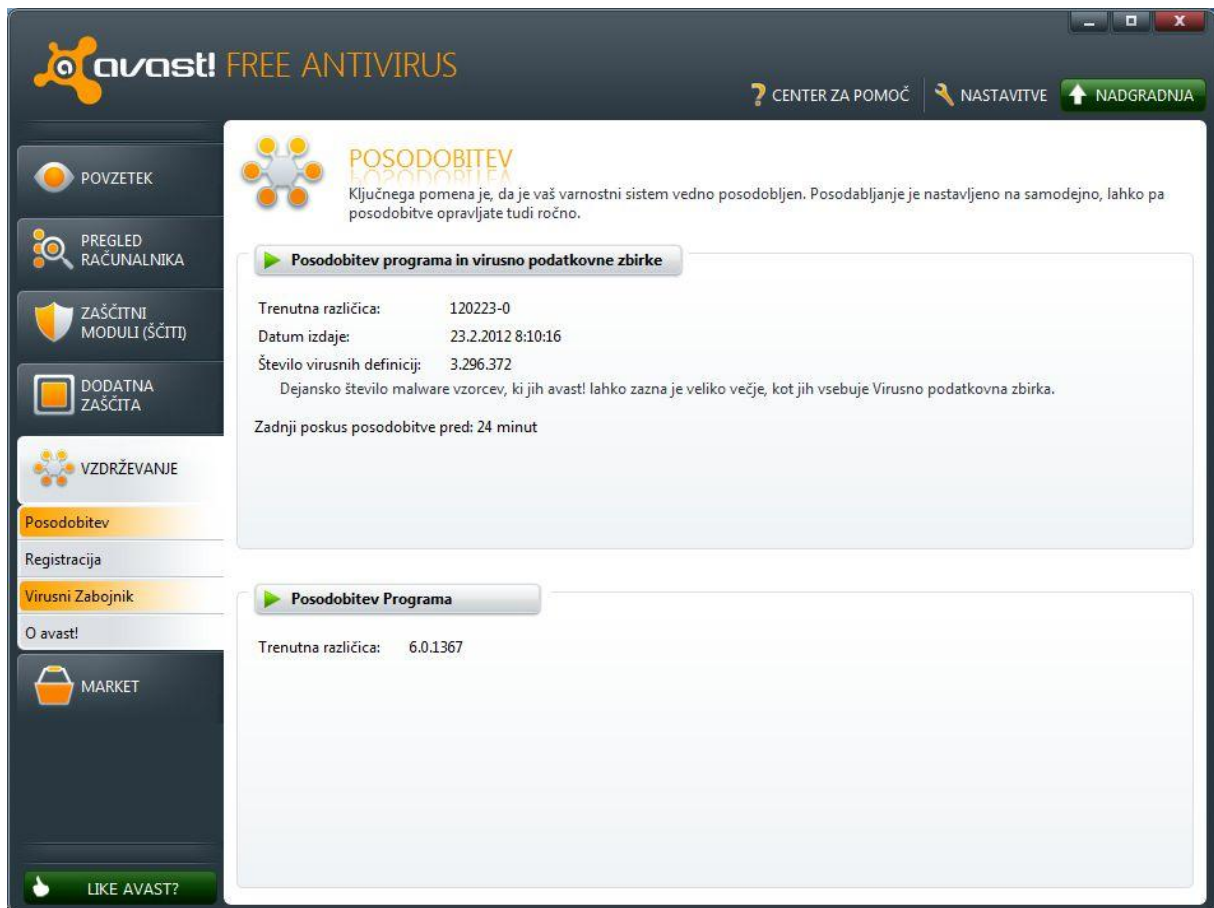 avast! FREE ANTIVIRUS
CENTER ZA POMOČ
NASTAVITVE
NADGRADNJA
POVZETEK
PREGLED
RAČUNALNIKA
ZAŠČITNI
MODULI (ŠČITI)
DODATNA
ZAŠČITA
VZDRŽEVANJE
Posodobitev
Registracija
Virusni Zabojnik
O avast!
MARKET
LIKE AVAST?
POSODOBITEV
Ključnega pomena je, da je vaš varnostni sistem vedno posodobljen. Posodabljanje je nastavljeno na samodejno, lahko pa
posodobitve opravljate tudi ročno.
Posodobitev programa in virusno podatkovne zbirke
Trenutna različica: 120223-0
Datum izdaje: 23.2.2012 8:10:16
Število virusnih definicij: 3.296.372
Dejansko število malware vzorcev, ki jih avast! lahko zazna je veliko večje, kot jih vsebuje Virusno podatkovna zbirka.
Zadnji poskus posodobitve pred: 24 minut
Posodobitev Programa
Trenutna različica: 6.0.1367